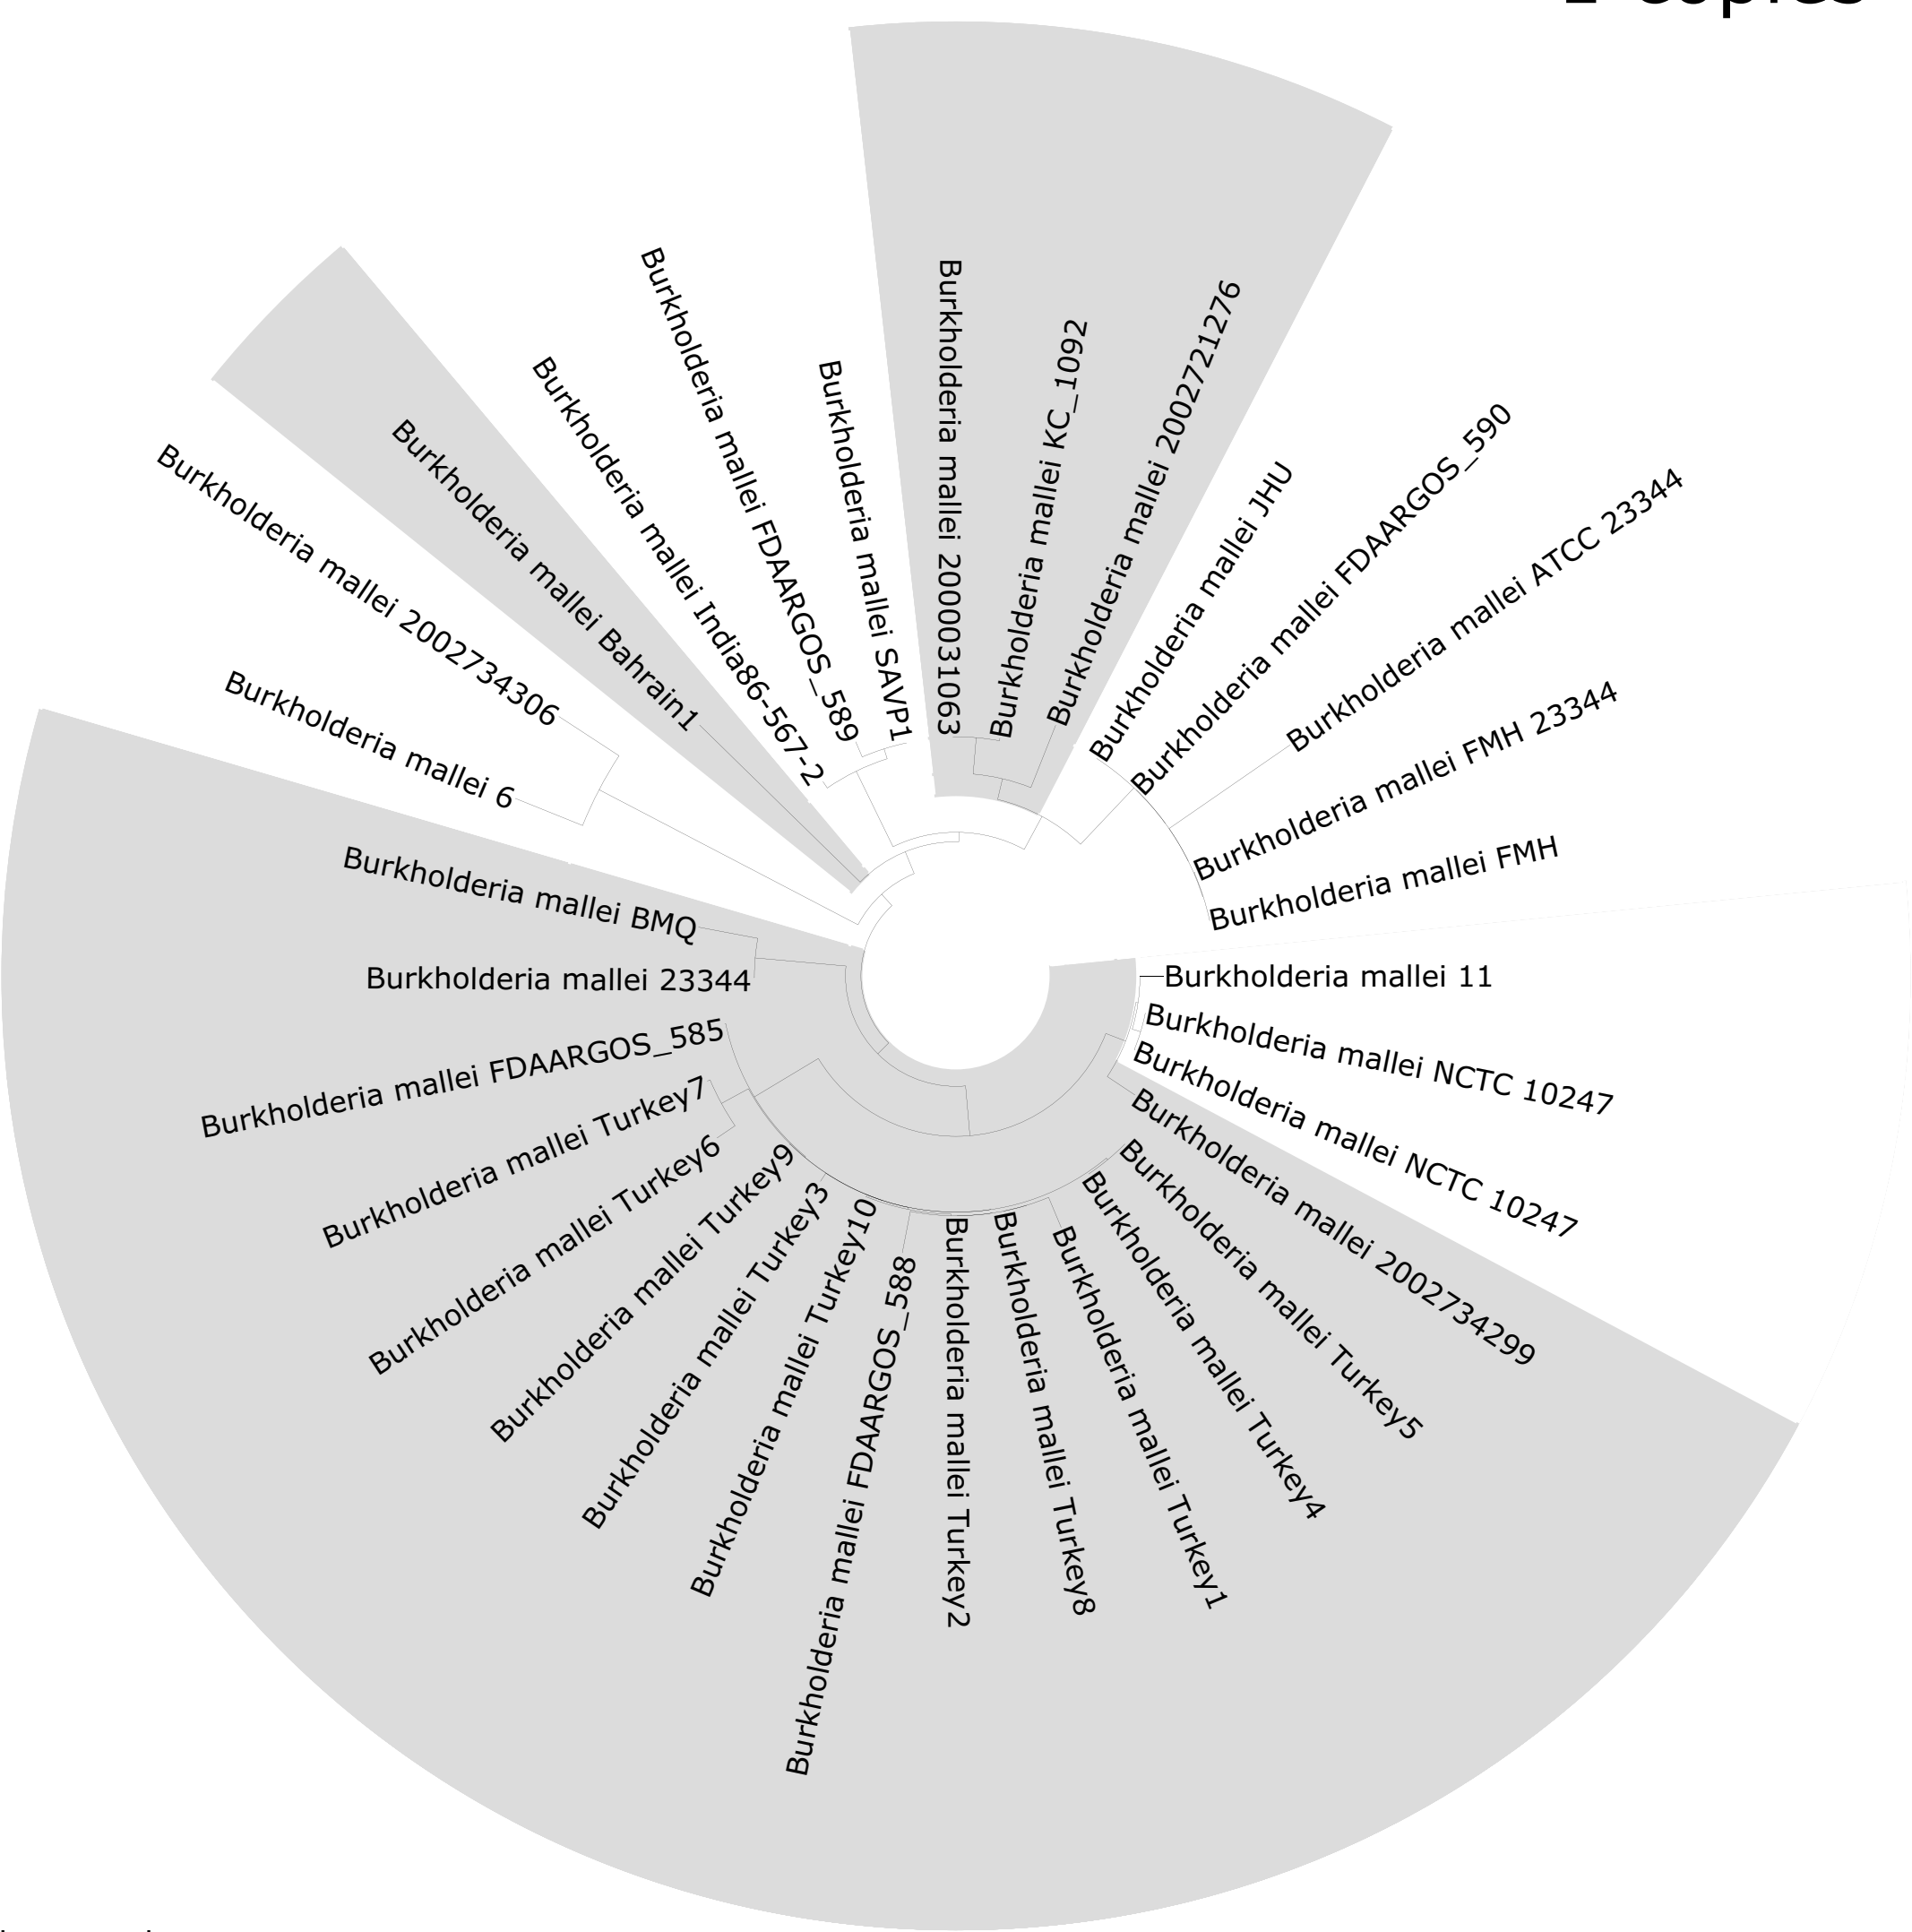 Burkholderia mallei 2000031063
Burkholderia mallei KC_1092
Burkholderia mallei 2002721276
Burkholderia mallei JHU
Burkholderia mallei FDAARGOS_590
Burkholderia mallei ATCC 23344
Burkholderia mallei FMH 23344
Burkholderia mallei FMH
Burkholderia mallei 11
Burkholderia mallei NCTC 10247
Burkholderia mallei NCTC 10247
Burkholderia mallei 2002734299
Burkholderia mallei Turkey5
Burkholderia mallei Turkey4
Burkholderia mallei Turkey1
Burkholderia mallei Turkey8
Burkholderia mallei Turkey2
Burkholderia mallei FDAARGOS_588
Burkholderia mallei Turkey10
Burkholderia mallei Turkey3
Burkholderia mallei Turkey9
Burkholderia mallei Turkey6
Burkholderia mallei Turkey7
Burkholderia mallei FDAARGOS_585
Burkholderia mallei 23344
Burkholderia mallei BMQ
Burkholderia mallei 6
Burkholderia mallei 2002734306
Burkholderia mallei Bahrain1
Burkholderia mallei India86-567-2
Burkholderia mallei FDAARGOS_589
Burkholderia mallei SAVP1